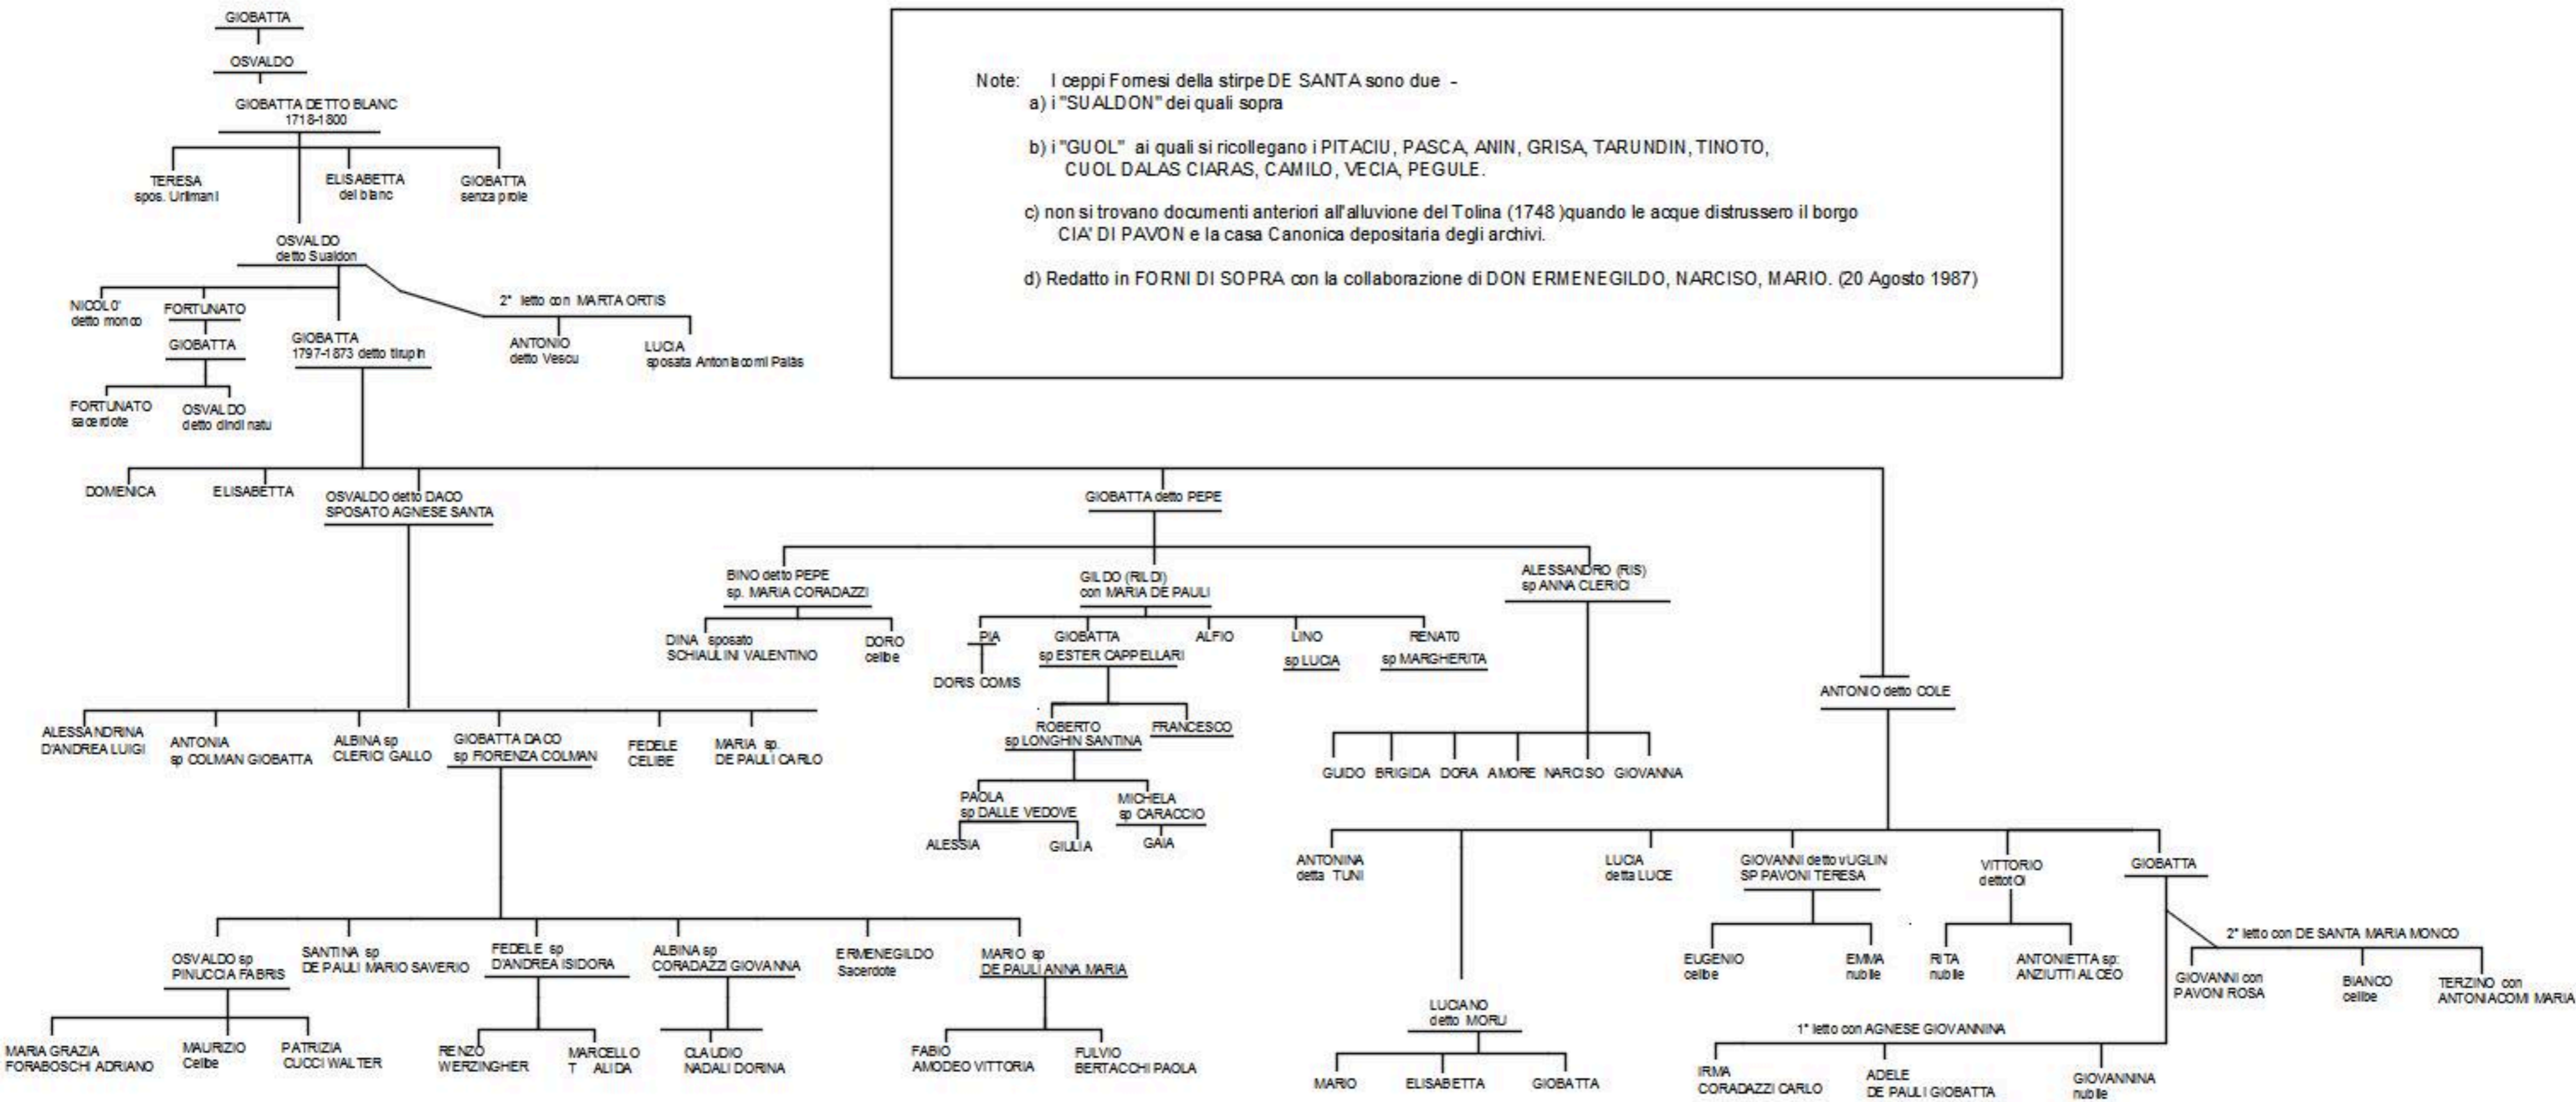 GIOBATTA
OSVALDO
GIOBATTA DETTO BLANC
1718-1800
TERESA
spos. Urlimani
ELISABETTA
del blanc
GIOBATTA
senza prole
OSVALDO
detto Sualdon
NICOLO'
detto monco
FORTUNATO
GIOBATTA
GIOBATTA
1797-1873 detto tirupin
2° letto con MARTA ORTIS
ANTONIO
detto Vescu
LUCIA
sposata Antoniacomi Palàs
FORTUNATO
sacerdote
OSVALDO
detto dindi natu
Note: I ceppi Fornesi della stirpe DE SANTA sono due -
a) i "SUALDON" dei quali sopra
b) i "GUOL" ai quali si ricollegano i PITACIU, PASCA, ANIN, GRISA, TARUNDIN, TINOTO,
CUOL DALAS CIARAS, CAMILO, VECIA, PEGULE.
c) non si trovano documenti anteriori all'alluvione del Tolina (1748 )quando le acque distrussero il borgo
CIA' DI PAVON e la casa Canonica depositaria degli archivi.
d) Redatto in FORNI DI SOPRA con la collaborazione di DON ERMENEGILDO, NARCISO, MARIO. (20 Agosto 1987)
DOMENICA
ELISABETTA
OSVALDO detto DACO
SPOSATO AGNESE SANTA
GIOBATTA detto PEPE
BINO detto PEPE
sp. MARIA CORADAZZI
GILDO (RILDI)
con MARIA DE PAULI
ALESSANDRO (RIS)
sp ANNA CLERICI
DINA sposato
SCHIAULINI VALENTINO
DORO
celibe
PIA
DORIS COMIS
GIOBATTA
sp ESTER CAPPELLARI
ALFIO
LINO
sp LUCIA
RENATO
sp MARGHERITA
ANTONIO detto COLE
ALESSANDRINA
D'ANDREA LUIGI
ANTONIA
sp COLMAN GIOBATTA
ALBINA sp
CLERICI GALLO
GIOBATTA DACO
sp FIORENZA COLMAN
FEDELE
CELIBE
MARIA sp.
DE PAULI CARLO
ROBERTO
sp LONGHIN SANTINA
FRANCESCO
GUIDO BRIGIDA DORA AMORE NARCISO GIOVANNA
PAOLA
sp DALLE VEDOVE
MICHELA
sp CARACCIO
ALESSIA
GIULIA
GAIA
ANTONINA
detta TUNI
LUCIA
detta LUCE
GIOVANNI detto vUGLIN
SP PAVONI TERESA
VITTORIO
dettotOI
GIOBATTA
OSVALDO sp
PINUCCIA FABRIS
SANTINA sp
DE PAULI MARIO SAVERIO
FEDELE sp
D'ANDREA ISIDORA
ALBINA sp
CORADAZZI GIOVANNA
ERMENEGILDO
Sacerdote
MARIO sp
DE PAULI ANNA MARIA
EUGENIO
celibe
EMMA
nubile
RITA
nubile
ANTONIETTA sp:
ANZIUTTI ALCEO
2° letto con DE SANTA MARIA MONCO
GIOVANNI con
PAVONI ROSA
BIANCO
celibe
TERZINO con
ANTONIACOMI MARIA
LUCIANO
detto MORU
1° letto con AGNESE GIOVANNINA
MARIA GRAZIA
FORABOSCHI ADRIANO
MAURIZIO
Celibe
PATRIZIA
CUCCI WALTER
RENZO
WERZINGHER
MARCELLO
T ALIDA
CLAUDIO
NADALI DORINA
FABIO
AMODEO VITTORIA
FULVIO
BERTACCHI PAOLA
MARIO
ELISABETTA
GIOBATTA
IRMA
CORADAZZI CARLO
ADELE
DE PAULI GIOBATTA
GIOVANNINA
nubile